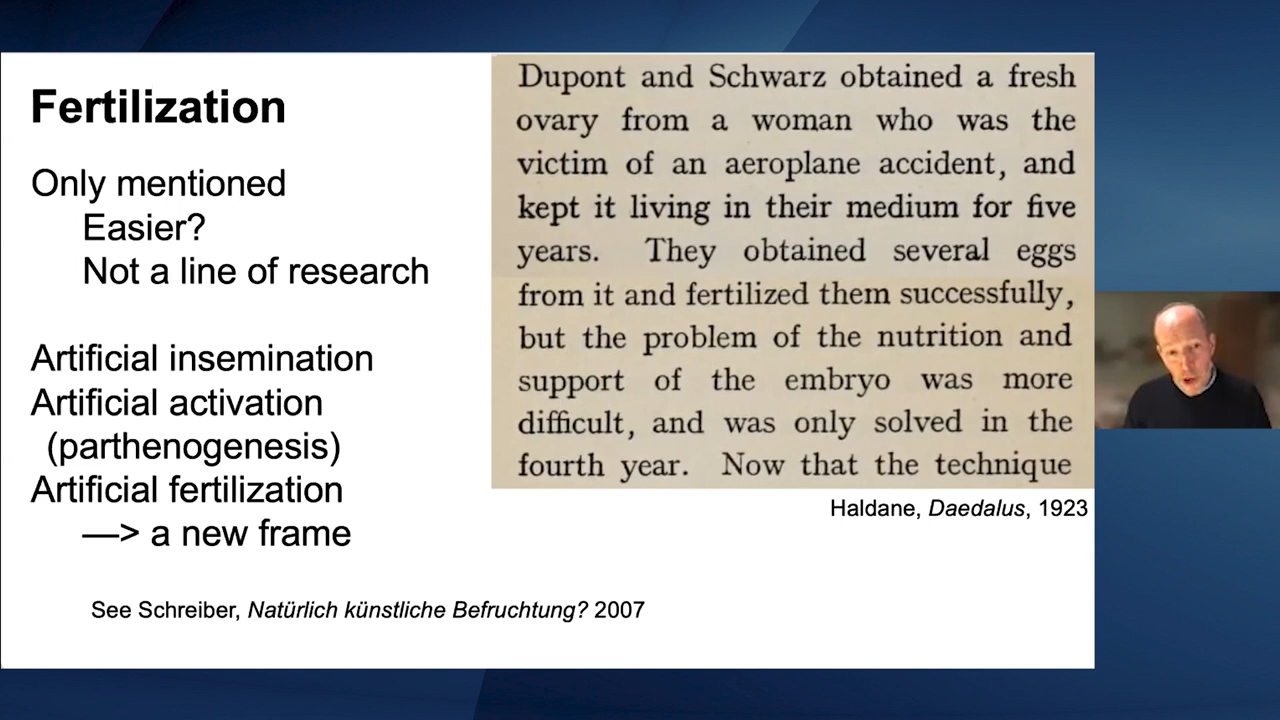 Fertilization
Only mentioned
Easier?
Not a line of research
Artificial insemination
Artificial activation
(parthenogenesis)
Artificial fertilization
—> a new frame
See Schreiber, Natürlich künstliche Befruchtung? 2007
Dupont and Schwarz obtained a fresh
ovary from a woman who was the
victim of an aeroplane accident, and
kept it living in their medium for five
years. They obtained several eggs
from it and fertilized them successfully,
but the problem of the nutrition and
support of the embryo was more
difficult, and was only solved in the
fourth year. Now that the technique
Haldane, Daedalus, 1923